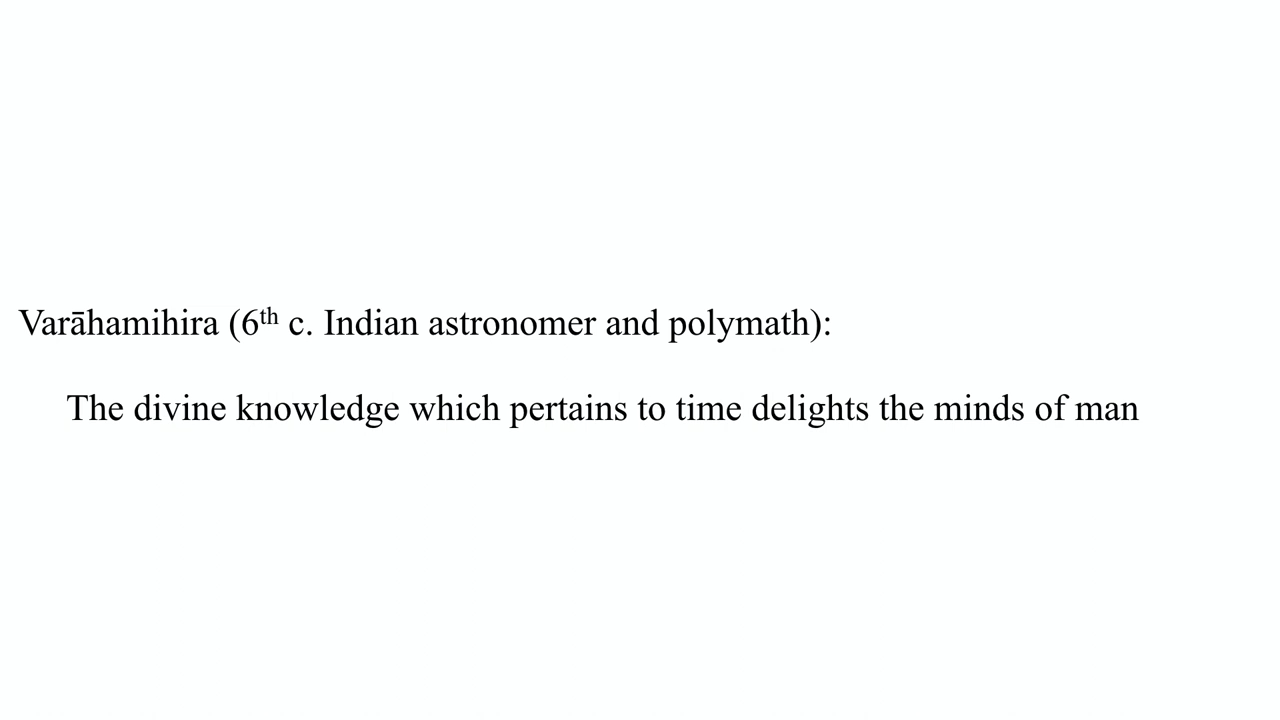 Varāhamihira (6th c. Indian astronomer and polymath):
The divine knowledge which pertains to time delights the minds of man